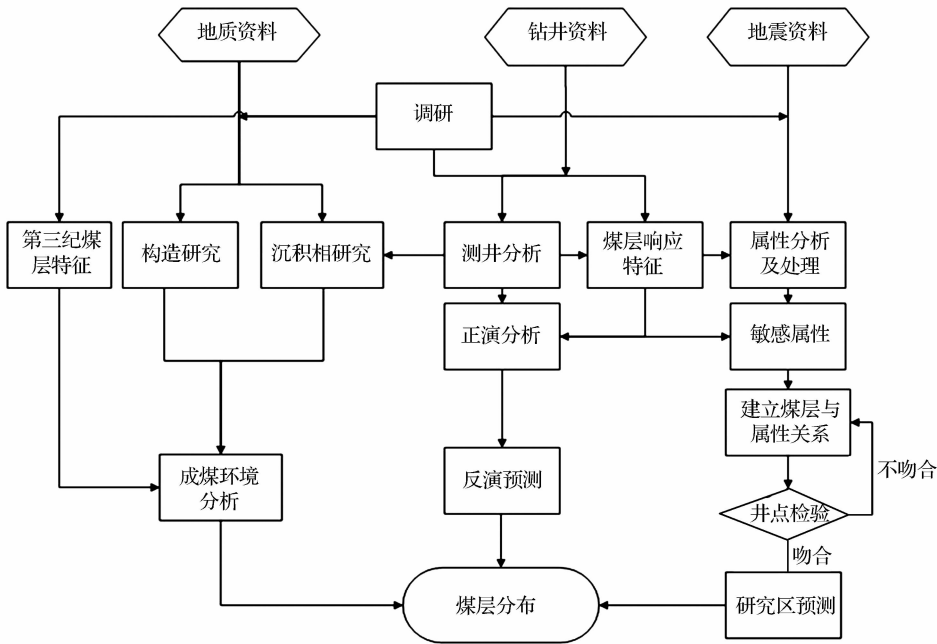 地质资料
钻井资料
地震资料
调研
第三纪煤
层特征
构造研究
沉积相研究
测井分析
煤层响应
特征
属性分析
及处理
正演分析
敏感属性
建立煤层与
属性关系
不吻合
成煤环境
分析
反演预测
井点检验
吻合
煤层分布
研究区预测